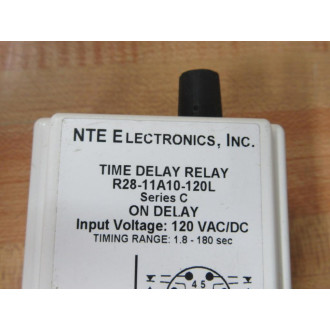 NTE ELECTRONICS, INC.
TIME DELAY RELAY
R28-11A10-120L
Series C
ON DELAY
Input Voltage: 120 VAC/DC
TIMING RANGE: 1.8 - 180 sec
4 5